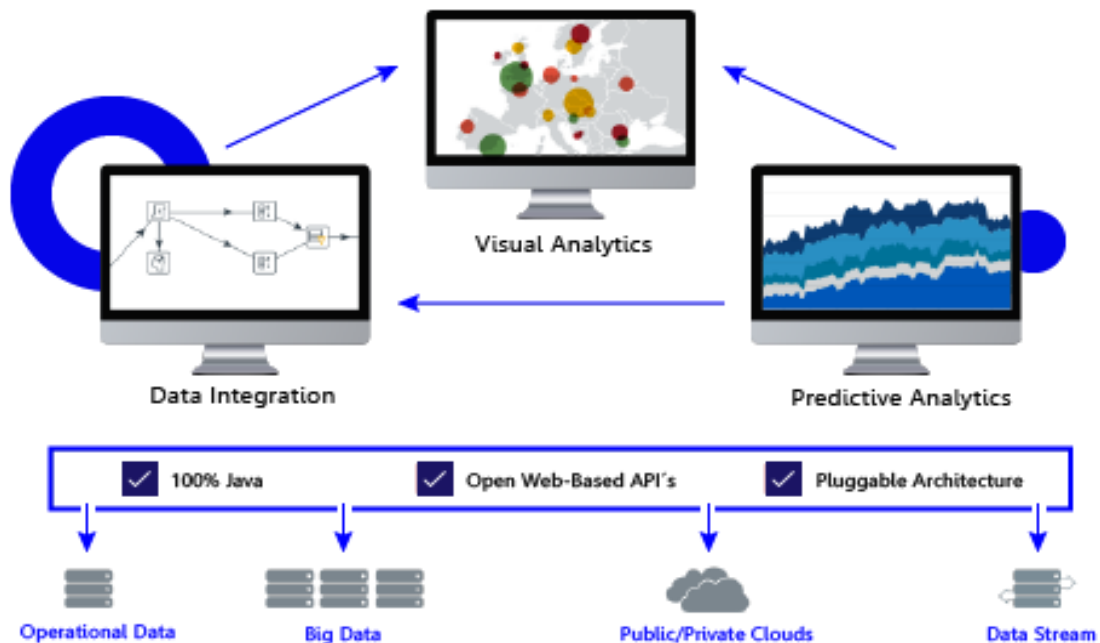 Visual Analytics
Data Integration
Predictive Analytics
100% Java
Open Web-Based API´s
Pluggable Architecture
Operational Data
Big Data
Public/Private Clouds
Data Stream